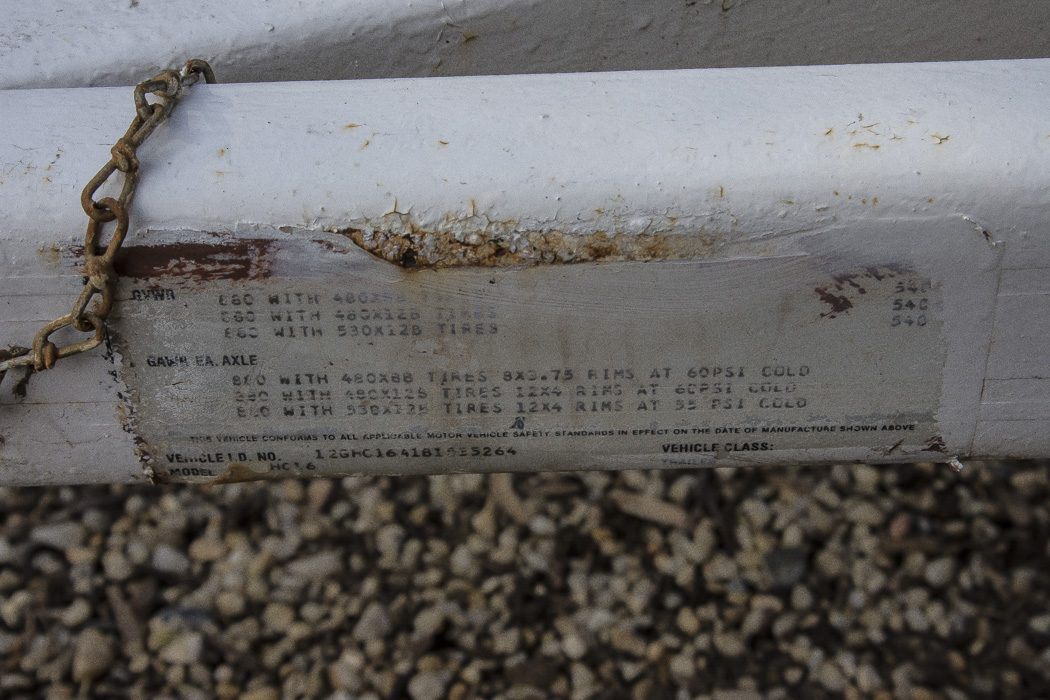 GVWR
880 WITH 480X8B TIRES 540
880 WITH 480X12B TIRES 540
880 WITH 530X12B TIRES 540
GAWR EA. AXLE
880 WITH 480X8B TIRES 8X3.75 RIMS AT 60PSI COLD
880 WITH 480X12B TIRES 12X4 RIMS AT 60PSI COLD
880 WITH 530X12B TIRES 12X4 RIMS AT 35 PSI COLD
THIS VEHICLE CONFORMS TO ALL APPLICABLE MOTOR VEHICLE SAFETY STANDARDS IN EFFECT ON THE DATE OF MANUFACTURE SHOWN ABOVE
VEHICLE I.D. NO. VEHICLE CLASS:
MODEL HC16 TRAILER